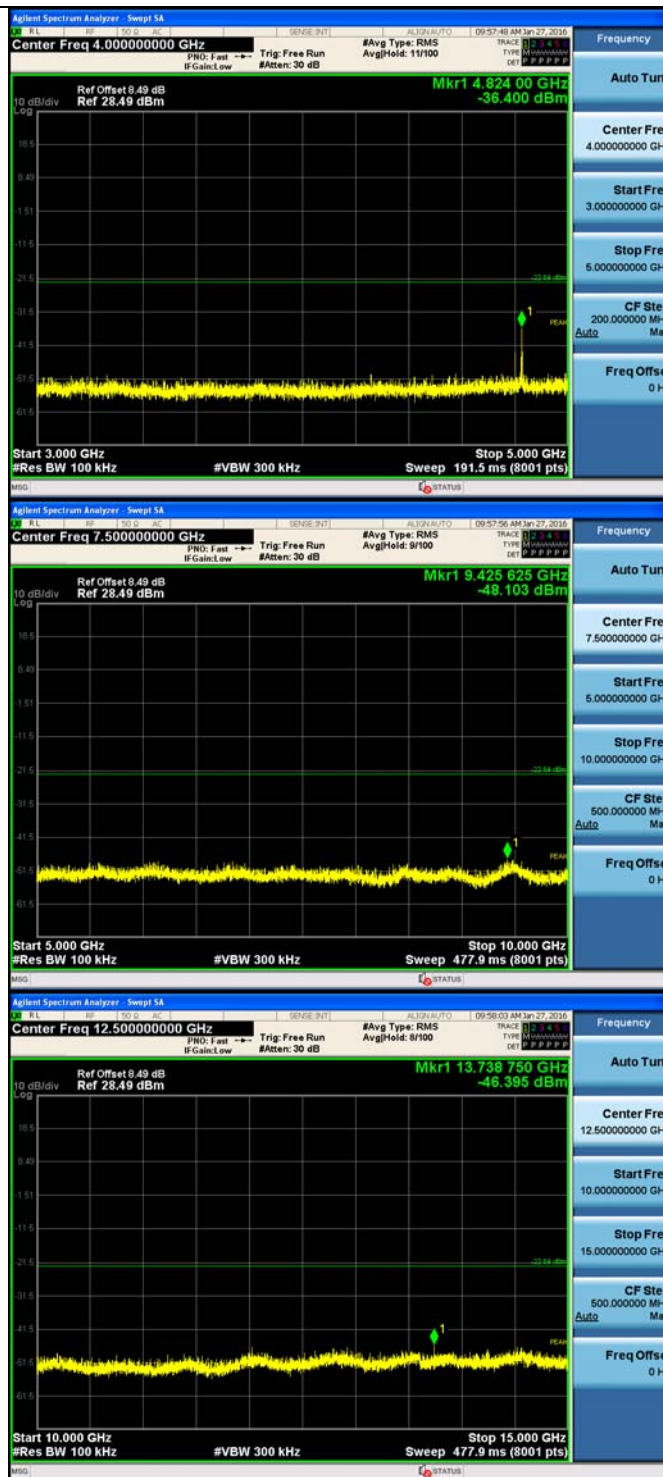 Agilent Spectrum Analyzer - Swept SA
RL RF 50 Ω AC SENSE:INT ALIGNAUTO 09:57:48 AM Jan 27, 2016
Center Freq 4.000000000 GHz #Avg Type: RMS TRACE 1 2 3 4 5 6
PNO: Fast Trig: Free Run Avg|Hold: 11/100 TYPE
IFGain:Low #Atten: 30 dB DET P P P P P P
Frequency
Auto Tun
Mkr1 4.824 00 GHz
Ref Offset 8.49 dB
10 dB/div Ref 28.49 dBm -36.400 dBm
Log
Center Fre
4.000000000 GH
18.5
8.49
Start Fre
3.000000000 GH
-1.51
-11.5
Stop Fre
5.000000000 GH
-21.5
-22.64 dBm
-31.5
1
PEAK
CF Ste
200.000000 MH
Auto Ma
-41.5
-51.5
Freq Offse
0 H
-61.5
Start 3.000 GHz Stop 5.000 GHz
#Res BW 100 kHz #VBW 300 kHz Sweep 191.5 ms (8001 pts)
MSG STATUS
Agilent Spectrum Analyzer - Swept SA
RL RF 50 Ω AC SENSE:INT ALIGNAUTO 09:57:56 AM Jan 27, 2016
Center Freq 7.500000000 GHz #Avg Type: RMS TRACE 1 2 3 4 5 6
PNO: Fast Trig: Free Run Avg|Hold: 9/100 TYPE
IFGain:Low #Atten: 30 dB DET P P P P P P
Frequency
Auto Tun
Mkr1 9.425 625 GHz
Ref Offset 8.49 dB
10 dB/div Ref 28.49 dBm -48.103 dBm
Log
Center Fre
7.500000000 GH
18.5
8.49
Start Fre
5.000000000 GH
-1.51
-11.5
Stop Fre
10.000000000 GH
-21.5
-22.64 dBm
-31.5
CF Ste
500.000000 MH
Auto Ma
-41.5
1
PEAK
-51.5
Freq Offse
0 H
-61.5
Start 5.000 GHz Stop 10.000 GHz
#Res BW 100 kHz #VBW 300 kHz Sweep 477.9 ms (8001 pts)
MSG STATUS
Agilent Spectrum Analyzer - Swept SA
RL RF 50 Ω AC SENSE:INT ALIGNAUTO 09:58:03 AM Jan 27, 2016
Center Freq 12.500000000 GHz #Avg Type: RMS TRACE 1 2 3 4 5 6
PNO: Fast Trig: Free Run Avg|Hold: 8/100 TYPE
IFGain:Low #Atten: 30 dB DET P P P P P P
Frequency
Auto Tun
Mkr1 13.738 750 GHz
Ref Offset 8.49 dB
10 dB/div Ref 28.49 dBm -46.395 dBm
Log
Center Fre
12.500000000 GH
18.5
8.49
Start Fre
10.000000000 GH
-1.51
-11.5
Stop Fre
15.000000000 GH
-21.5
-22.64 dBm
-31.5
CF Ste
500.000000 MH
Auto Ma
-41.5
1
PEAK
-51.5
Freq Offse
0 H
-61.5
Start 10.000 GHz Stop 15.000 GHz
#Res BW 100 kHz #VBW 300 kHz Sweep 477.9 ms (8001 pts)
MSG STATUS